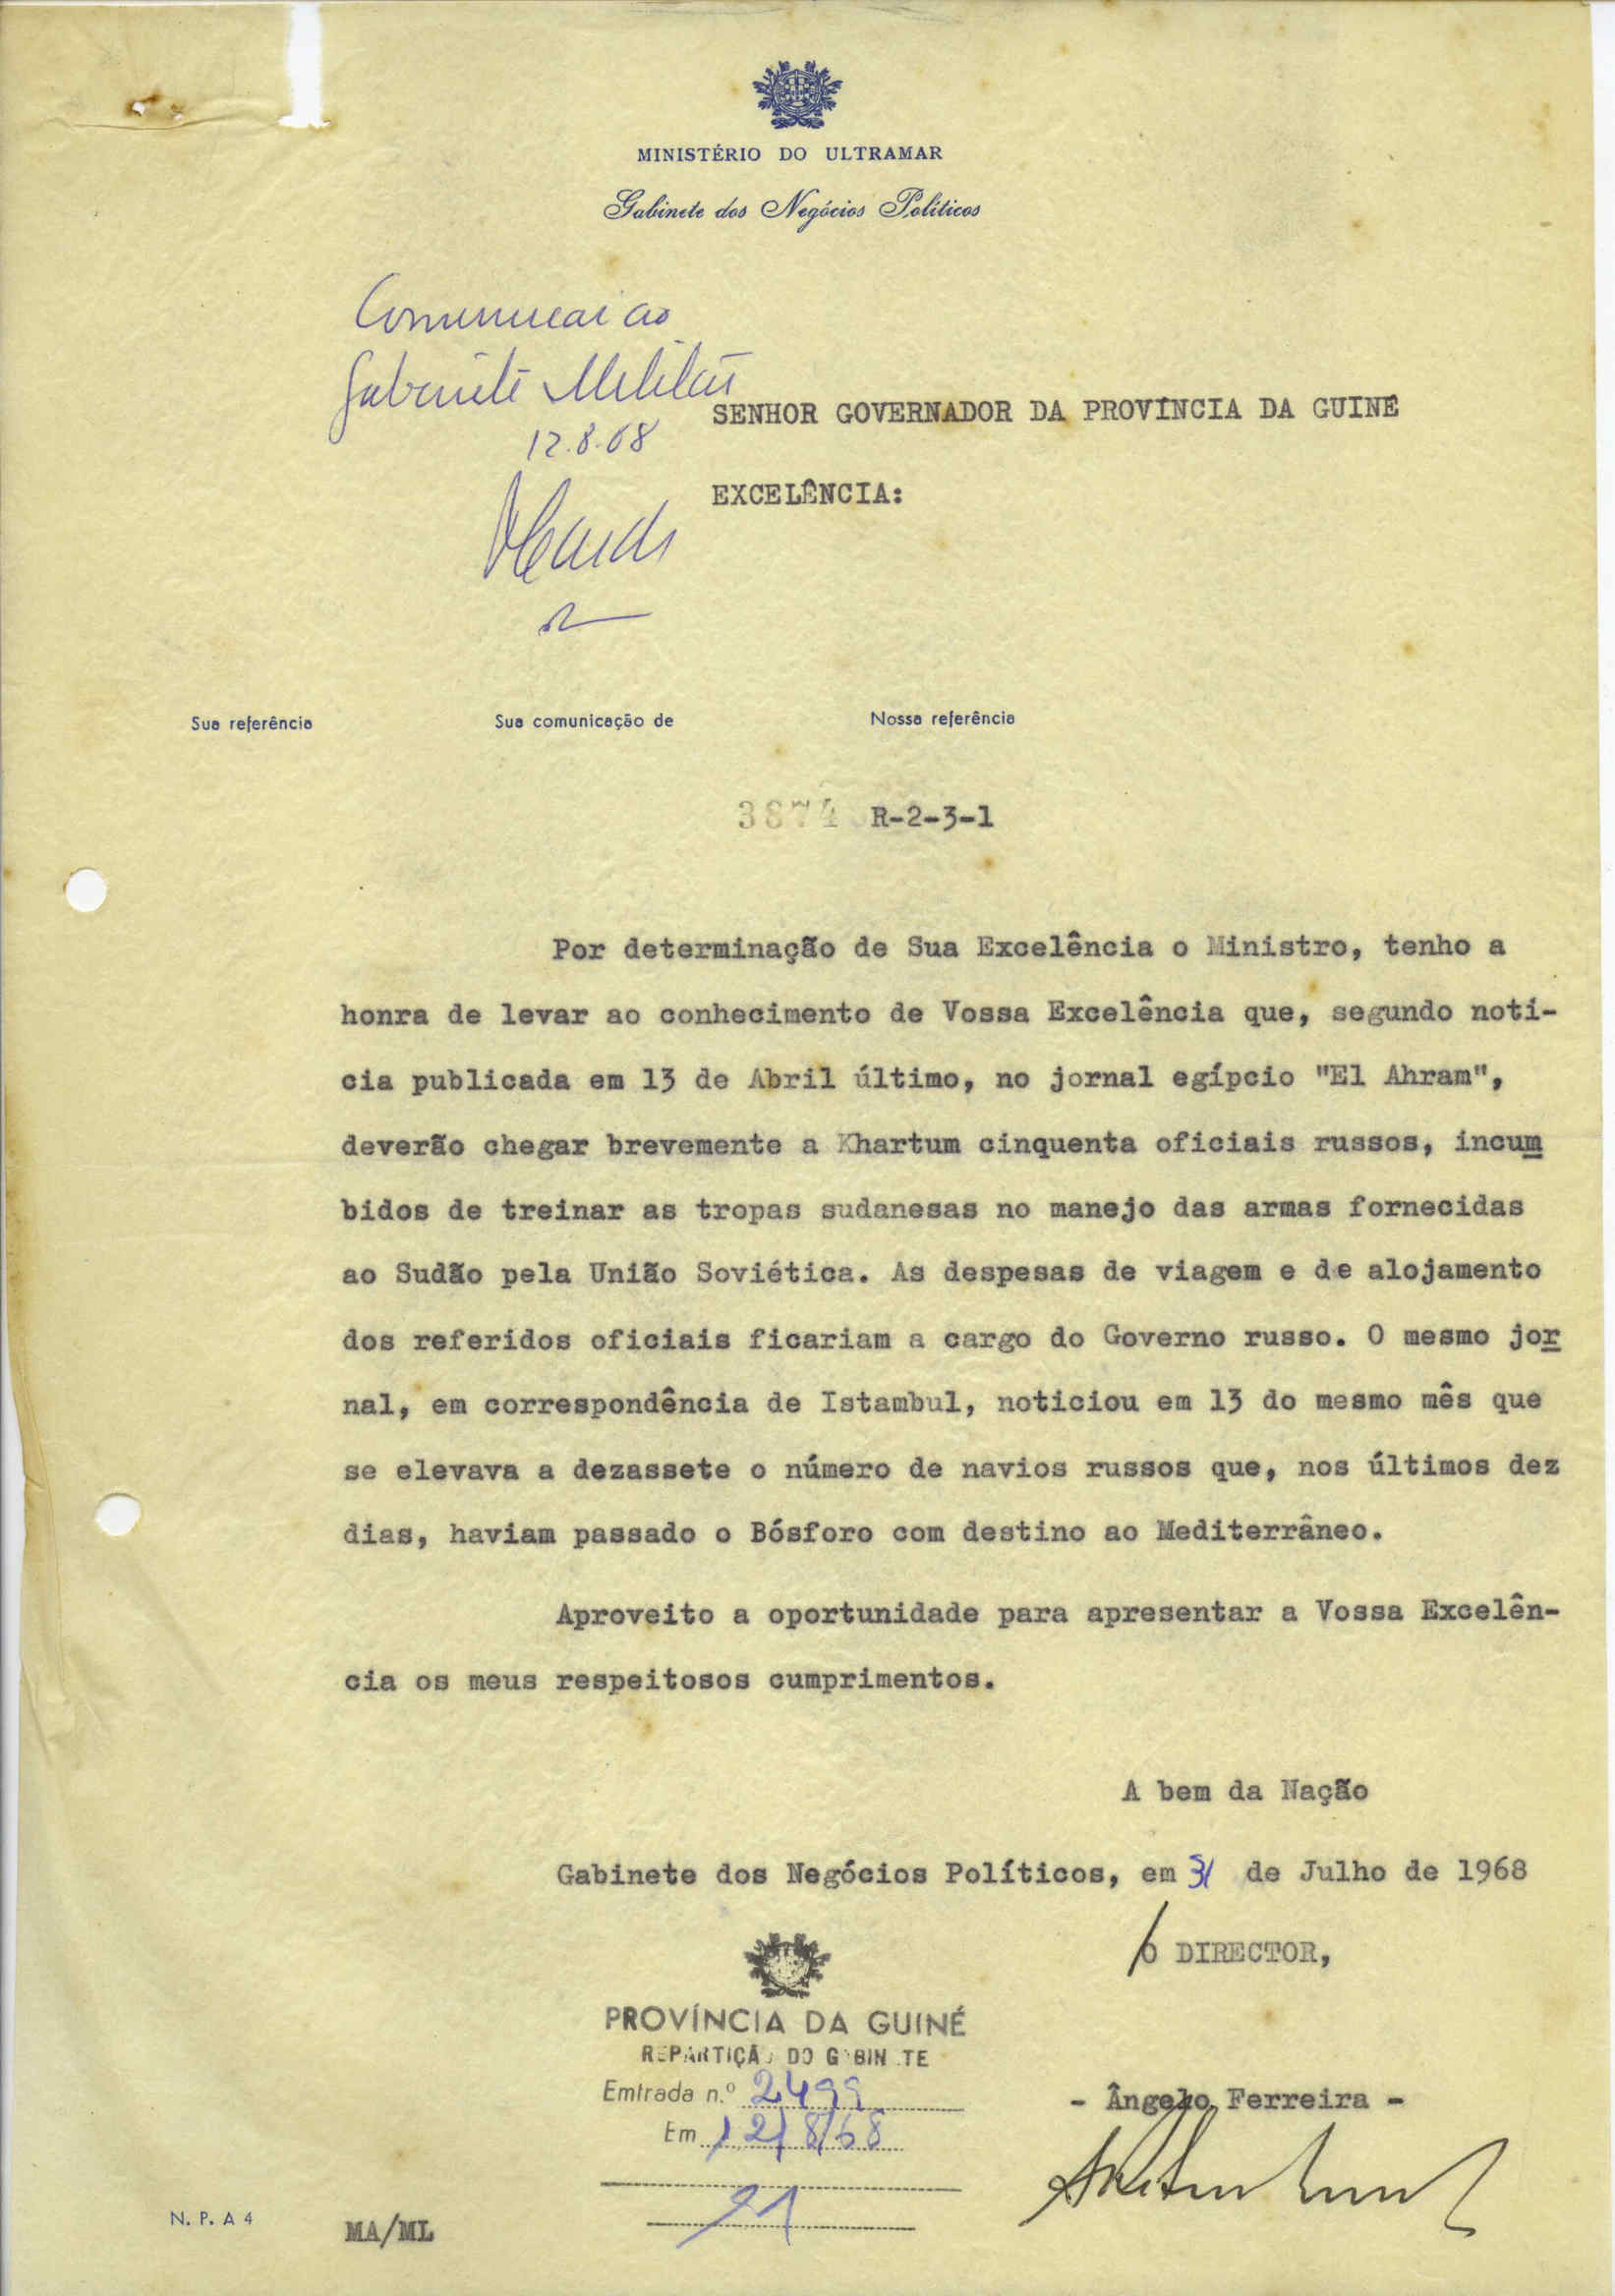 MINISTÉRIO DO ULTRAMAR
Gabinete dos Negócios Políticos
Comunicar ao
Gabinete Militar
12.8.68
SENHOR GOVERNADOR DA PROVÍNCIA DA GUINÉ
EXCELÊNCIA:
Sua referência
Sua comunicação de
Nossa referência
3874 R-2-3-1
Por determinação de Sua Excelência o Ministro, tenho a
honra de levar ao conhecimento de Vossa Excelência que, segundo notí-
cia publicada em 13 de Abril último, no jornal egípcio "El Ahram",
deverão chegar brevemente a Khartum cinquenta oficiais russos, incum
bidos de treinar as tropas sudanesas no manejo das armas fornecidas
ao Sudão pela União Soviética. As despesas de viagem e de alojamento
dos referidos oficiais ficariam a cargo do Governo russo. O mesmo jor
nal, em correspondência de Istambul, noticiou em 13 do mesmo mês que
se elevava a dezassete o número de navios russos que, nos últimos dez
dias, haviam passado o Bósforo com destino ao Mediterrâneo.
Aproveito a oportunidade para apresentar a Vossa Excelên-
cia os meus respeitosos cumprimentos.
A bem da Nação
Gabinete dos Negócios Políticos, em 31 de Julho de 1968
O DIRECTOR,
PROVÍNCIA DA GUINÉ
REPARTIÇÃO DO GABINETE
Entrada n.º 2499
Em 12/8/68
- Ângelo Ferreira -
N. P. A 4
MA/ML